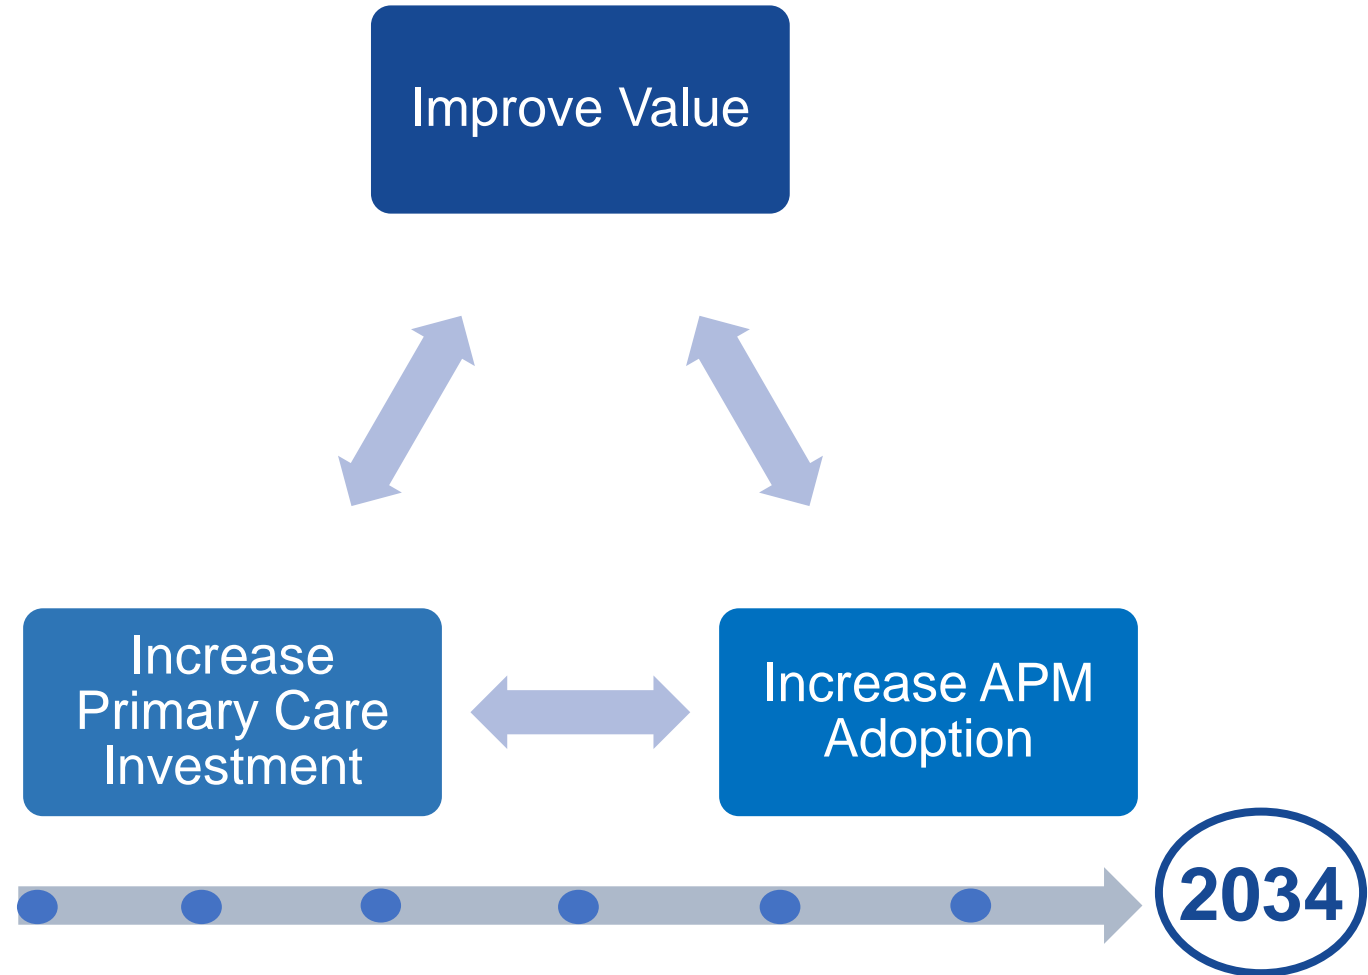 Improve Value
Increase
Primary Care
Investment
Increase APM
Adoption
2034